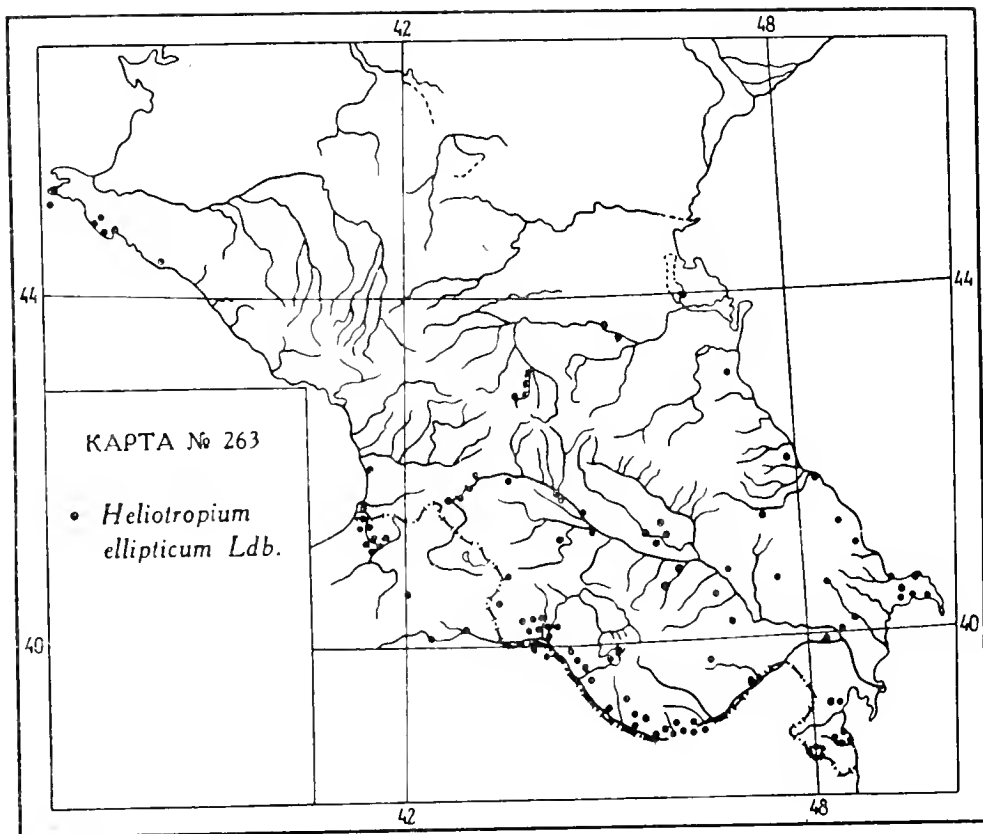 42 48
44 44
КАРТА № 263
• Heliotropium
ellipticum Ldb.
40 40
42 48